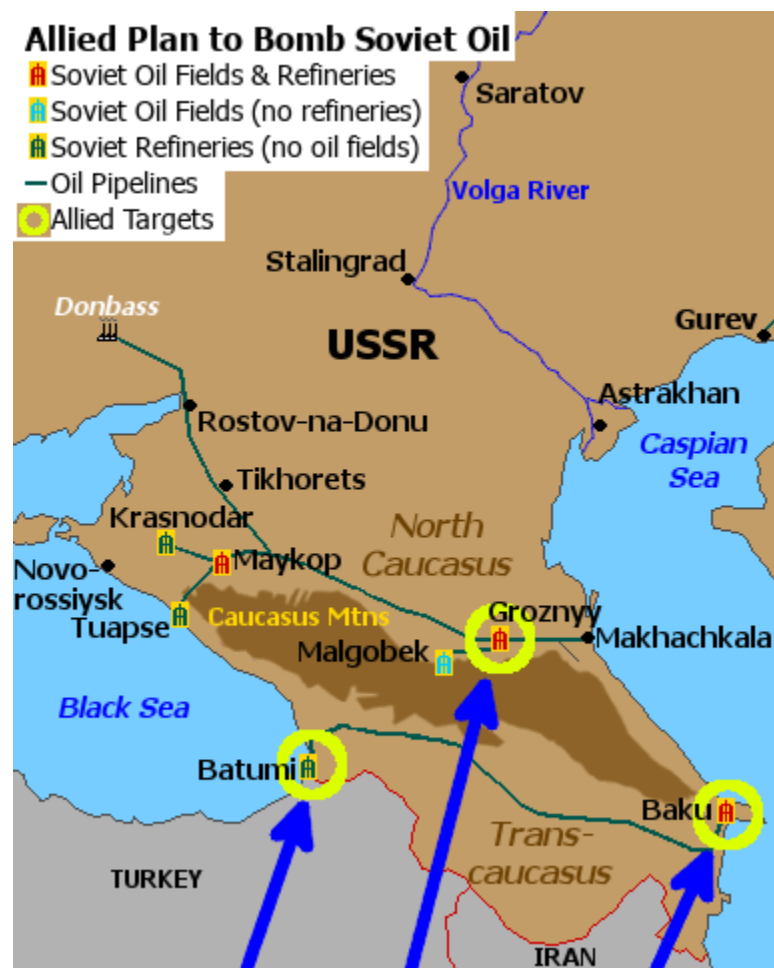 Allied Plan to Bomb Soviet Oil
Soviet Oil Fields & Refineries
Soviet Oil Fields (no refineries)
Soviet Refineries (no oil fields)
Oil Pipelines
Allied Targets
Saratov
Volga River
Stalingrad
Donbass
USSR
Gurev
Astrakhan
Rostov-na-Donu
Caspian
Sea
Tikhorets
Krasnodar
North
Caucasus
Maykop
Novo-
rossiysk
Tuapse
Caucasus Mtns
Groznyy
Makhachkala
Malgobek
Black Sea
Batumi
Baku
Trans-
caucasus
TURKEY
IRAN